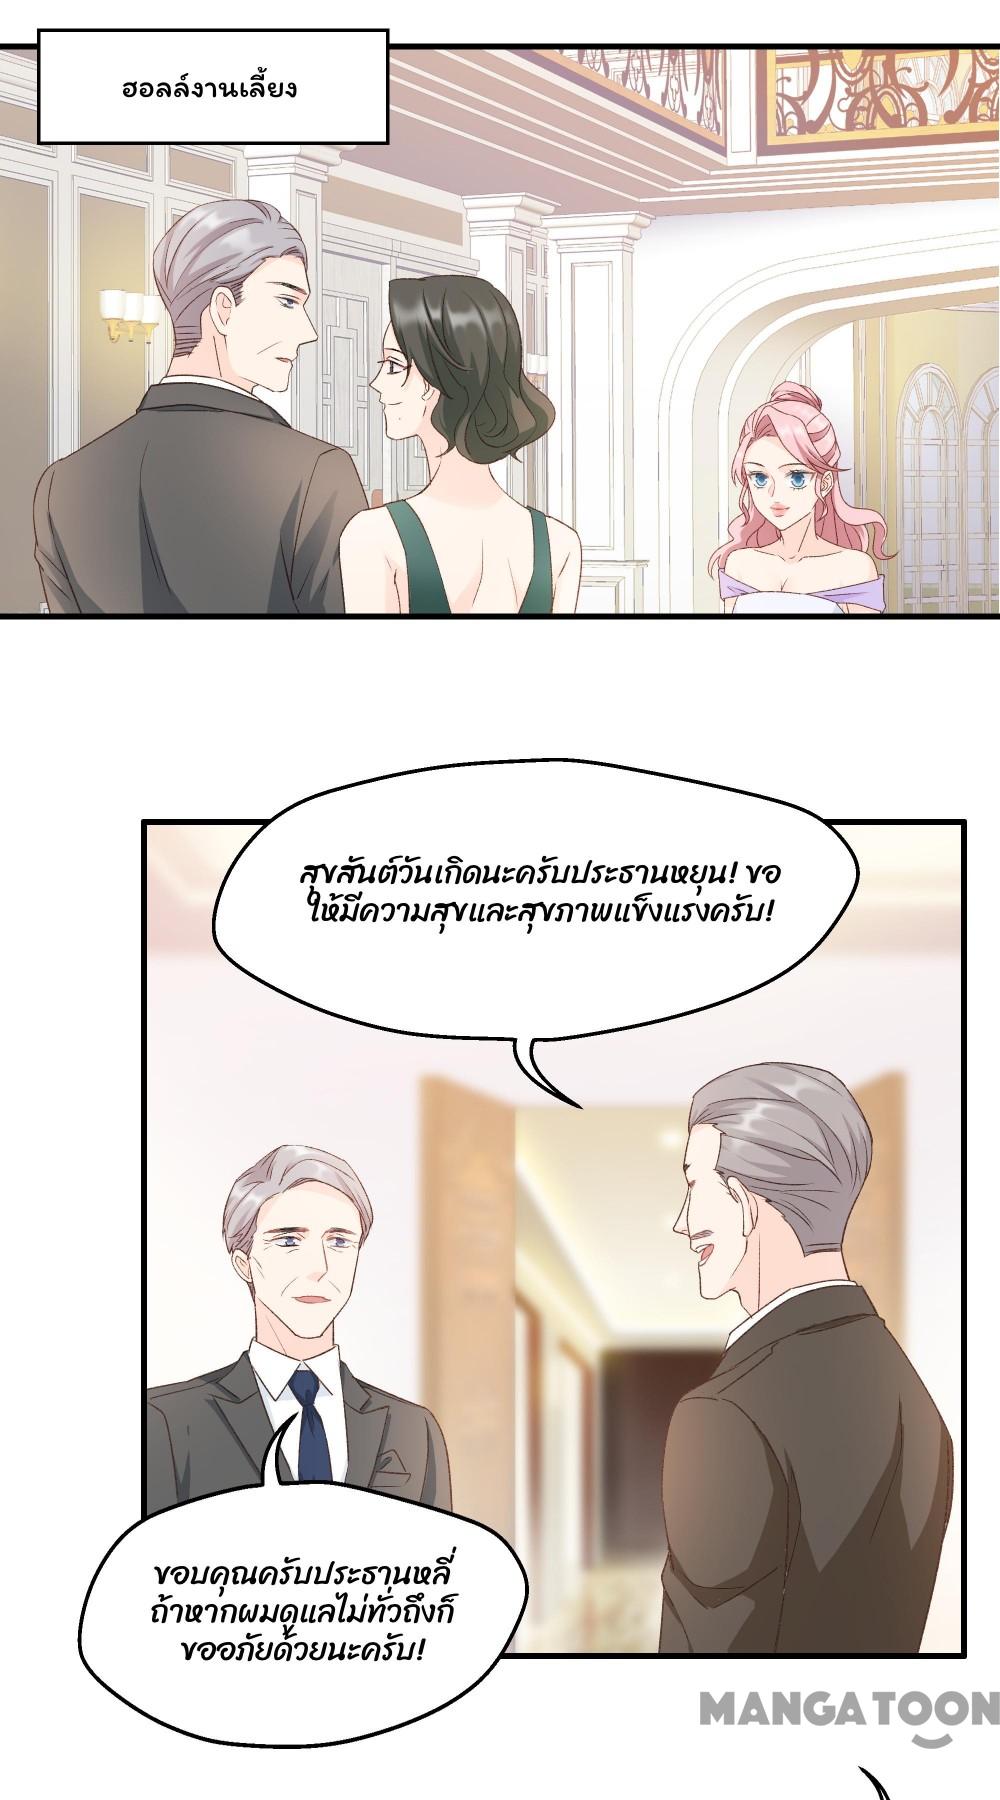 ฮอลล์งานเลี้ยง
สุขสันต์วันเกิดนะครับประธานหยุน! ขอ
ให้มีความสุขและสุขภาพแข็งแรงครับ!
ขอบคุณครับประธานหลี่
ถ้าหากผมดูแลไม่ทั่วถึงก็
ขออภัยด้วยนะครับ!
MANGATOON